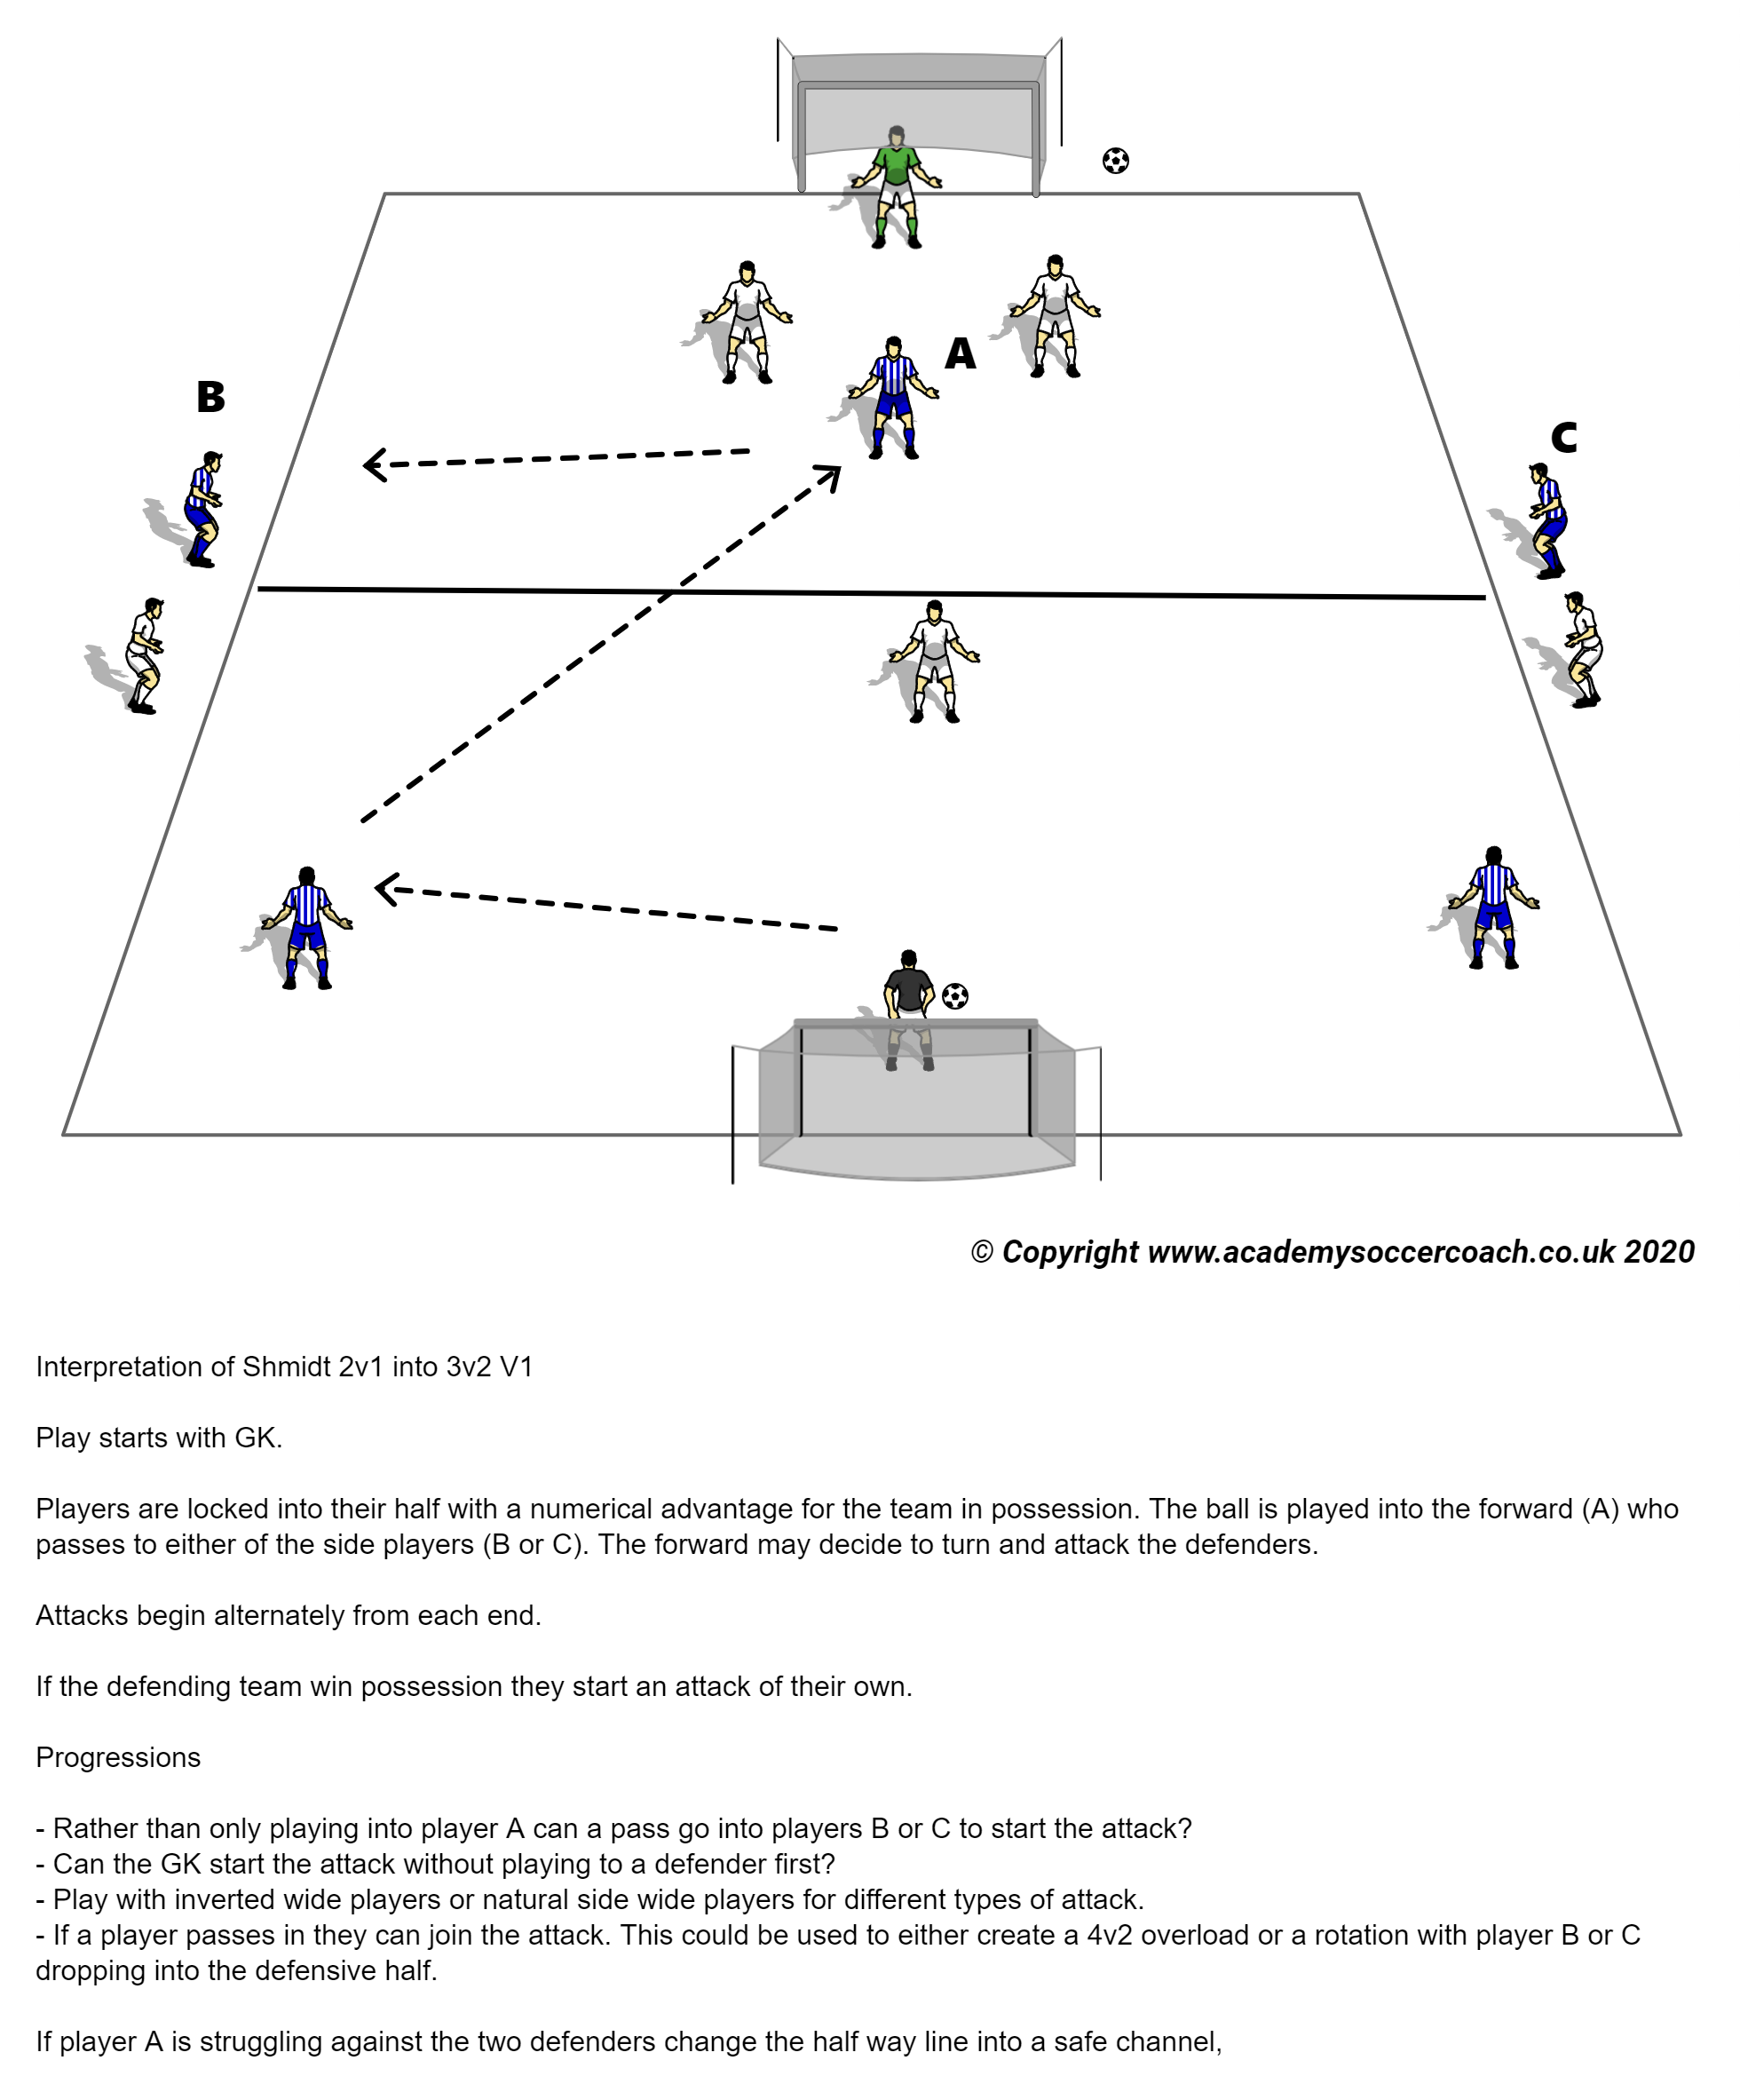 A
B
C
© Copyright www.academysoccercoach.co.uk 2020
Interpretation of Shmidt 2v1 into 3v2 V1
Play starts with GK.
Players are locked into their half with a numerical advantage for the team in possession. The ball is played into the forward (A) who
passes to either of the side players (B or C). The forward may decide to turn and attack the defenders.
Attacks begin alternately from each end.
If the defending team win possession they start an attack of their own.
Progressions
- Rather than only playing into player A can a pass go into players B or C to start the attack?
- Can the GK start the attack without playing to a defender first?
- Play with inverted wide players or natural side wide players for different types of attack.
- If a player passes in they can join the attack. This could be used to either create a 4v2 overload or a rotation with player B or C
dropping into the defensive half.
If player A is struggling against the two defenders change the half way line into a safe channel,